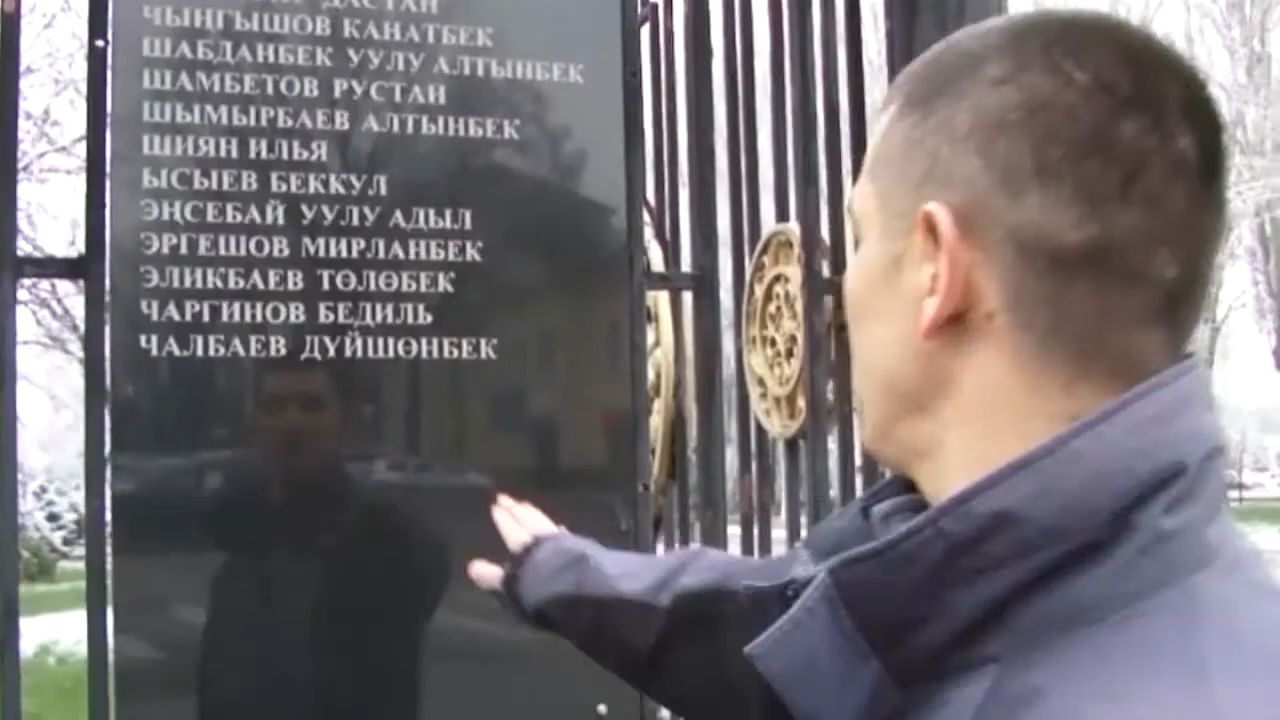 ДАСТАН
ЧЫҢГЫШОВ КАНАТБЕК
ШАБДАНБЕК УУЛУ АЛТЫНБЕК
ШАМБЕТОВ РУСТАН
ШЫМЫРБАЕВ АЛТЫНБЕК
ШИЯН ИЛЬЯ
ЫСЫЕВ БЕККУЛ
ЭҢСЕБАЙ УУЛУ АДЫЛ
ЭРГЕШОВ МИРЛАНБЕК
ЭЛИКБАЕВ ТӨЛӨБЕК
ЧАРГИНОВ БЕДИЛЬ
ЧАЛБАЕВ ДҮЙШӨНБЕК